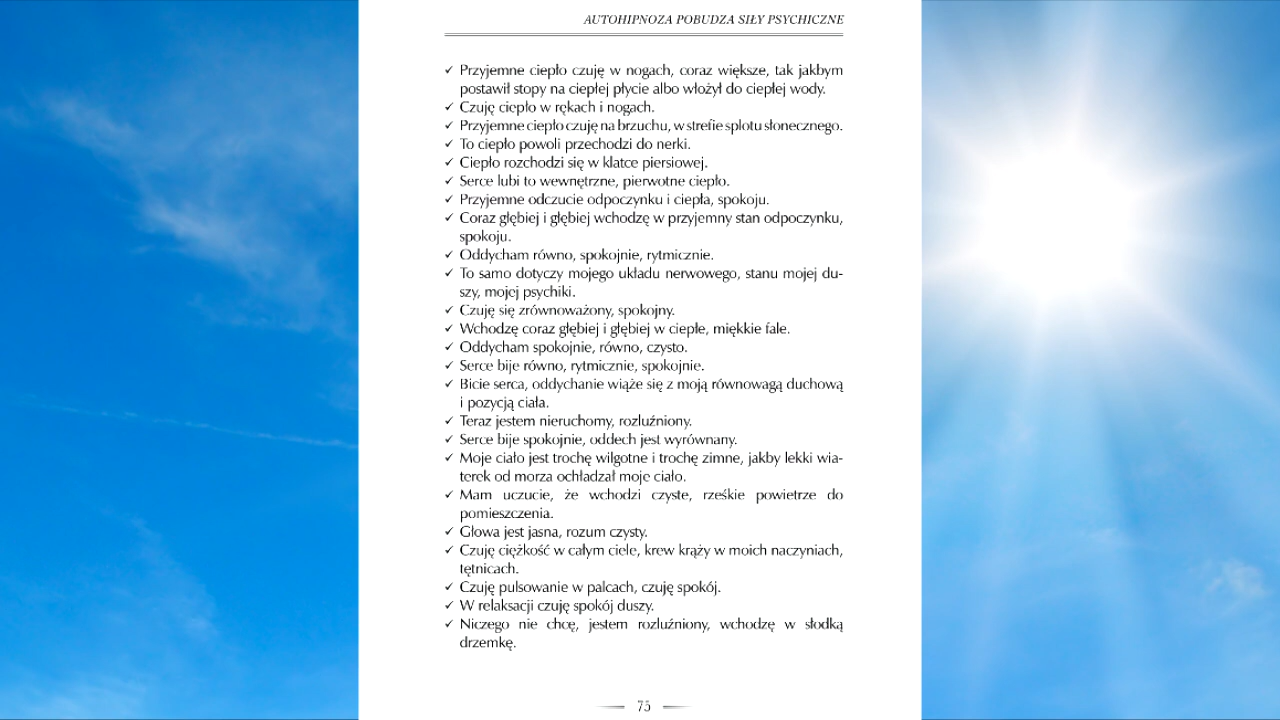 AUTOHIPNOZA POBUDZA SIŁY PSYCHICZNE
✓ Przyjemne ciepło czuję w nogach, coraz większe, tak jakbym
postawił stopy na ciepłej płycie albo włożył do ciepłej wody.
✓ Czuję ciepło w rękach i nogach.
✓ Przyjemne ciepło czuję na brzuchu, w strefie splotu słonecznego.
✓ To ciepło powoli przechodzi do nerki.
✓ Ciepło rozchodzi się w klatce piersiowej.
✓ Serce lubi to wewnętrzne, pierwotne ciepło.
✓ Przyjemne odczucie odpoczynku i ciepła, spokoju.
✓ Coraz głębiej i głębiej wchodzę w przyjemny stan odpoczynku,
spokoju.
✓ Oddycham równo, spokojnie, rytmicznie.
✓ To samo dotyczy mojego układu nerwowego, stanu mojej du-
szy, mojej psychiki.
✓ Czuję się zrównoważony, spokojny.
✓ Wchodzę coraz głębiej i głębiej w ciepłe, miękkie fale.
✓ Oddycham spokojnie, równo, czysto.
✓ Serce bije równo, rytmicznie, spokojnie.
✓ Bicie serca, oddychanie wiąże się z moją równowagą duchową
i pozycją ciała.
✓ Teraz jestem nieruchomy, rozluźniony.
✓ Serce bije spokojnie, oddech jest wyrównany.
✓ Moje ciało jest trochę wilgotne i trochę zimne, jakby lekki wia-
terek od morza ochładzał moje ciało.
✓ Mam uczucie, że wchodzi czyste, rześkie powietrze do
pomieszczenia.
✓ Głowa jest jasna, rozum czysty.
✓ Czuję ciężkość w całym ciele, krew krąży w moich naczyniach,
tętnicach.
✓ Czuję pulsowanie w palcach, czuję spokój.
✓ W relaksacji czuję spokój duszy.
✓ Niczego nie chcę, jestem rozluźniony, wchodzę w słodką
drzemkę.
75